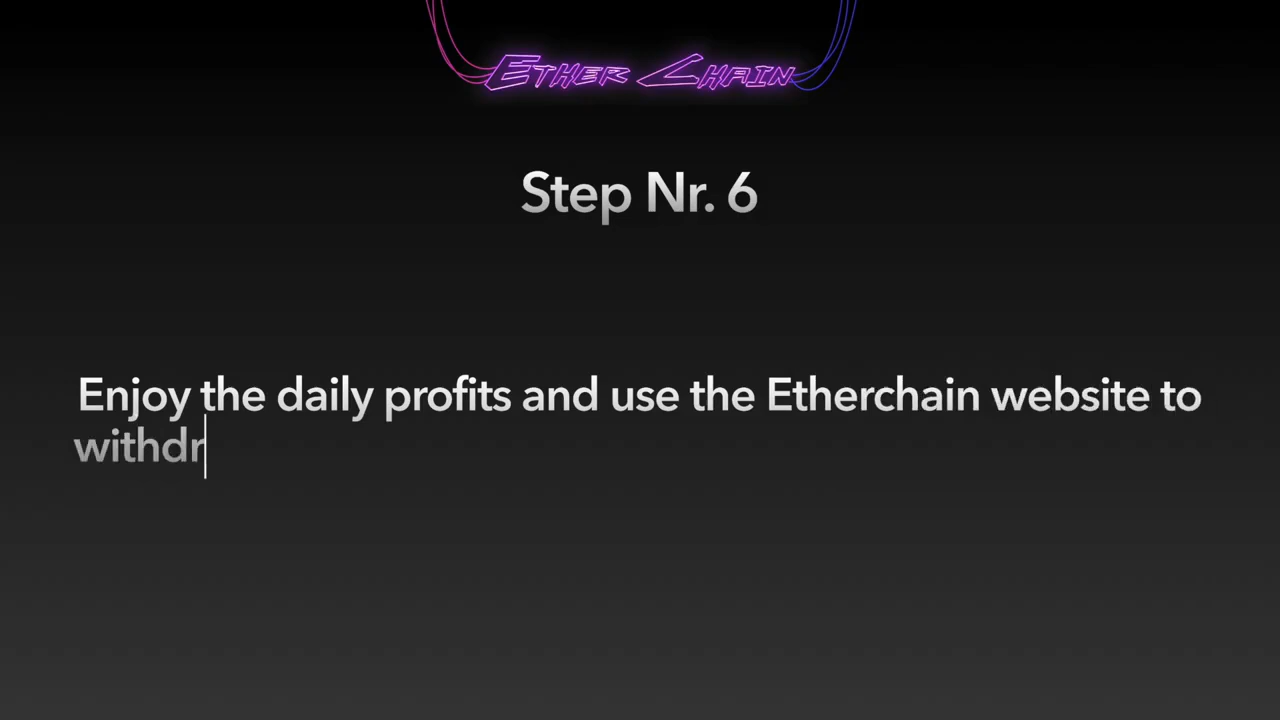 Ether Chain
Step Nr. 6
Enjoy the daily profits and use the Etherchain website to
withdr